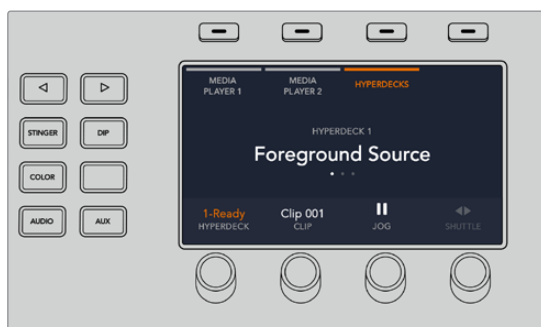 MEDIA
PLAYER 1
MEDIA
PLAYER 2
HYPERDECKS
STINGER
DIP
HYPERDECK 1
Foreground Source
COLOR
AUDIO
AUX
1-Ready
HYPERDECK
Clip 001
CLIP
JOG
SHUTTLE